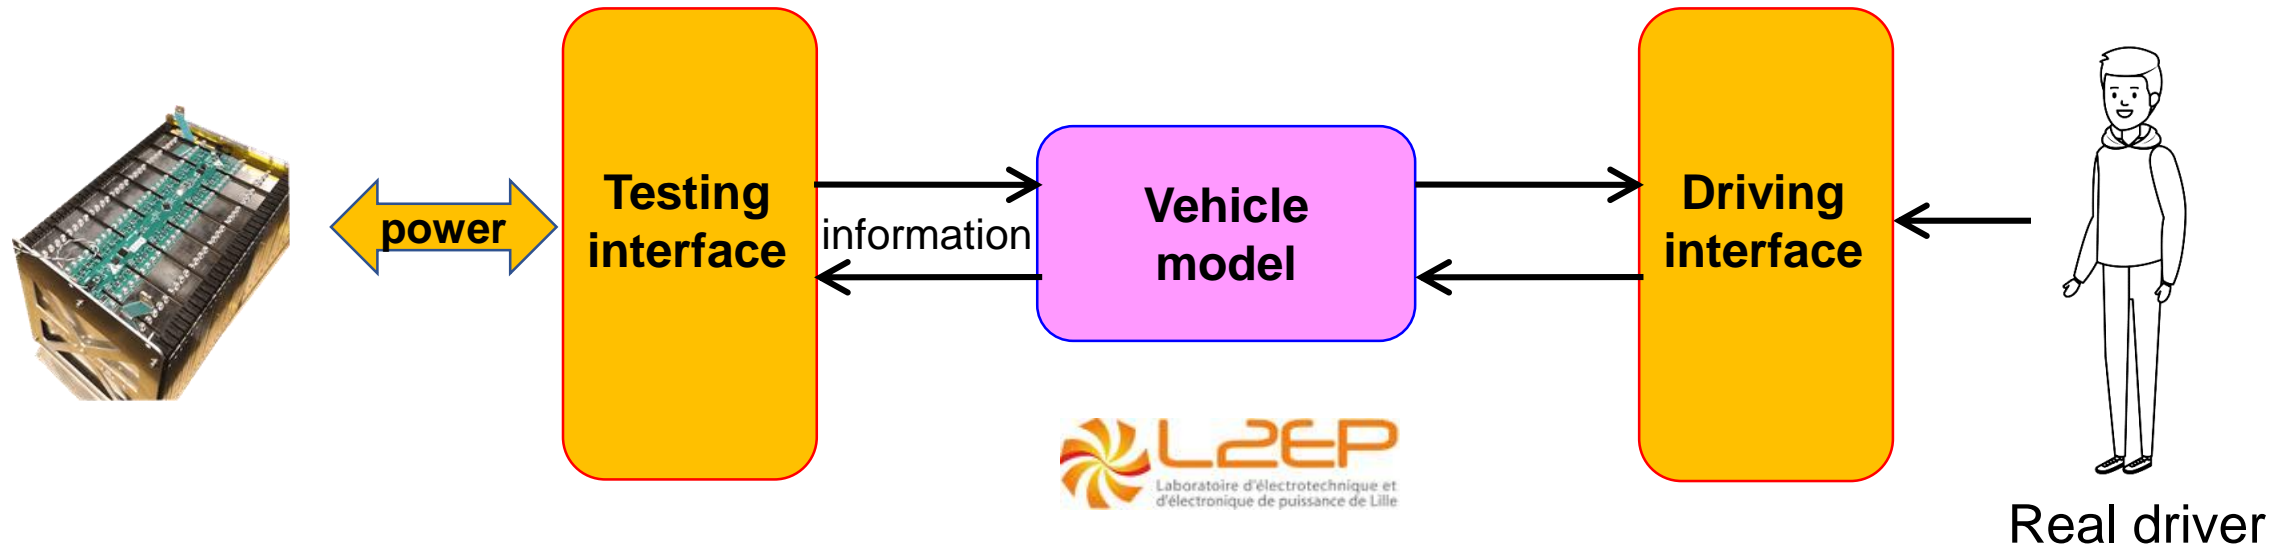 power
Testing
interface
information
Vehicle
model
Driving
interface
L2EP
Laboratoire d'électrotechnique et
d'électronique de puissance de Lille
Real driver